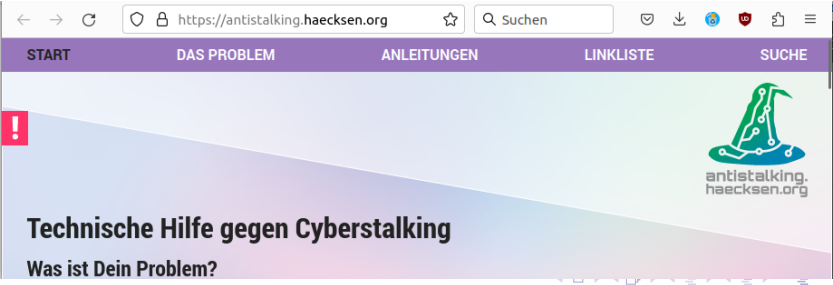 https://antistalking.haecksen.org
Suchen
START DAS PROBLEM ANLEITUNGEN LINKLISTE SUCHE
!
antistalking.
haecksen.org
Technische Hilfe gegen Cyberstalking
Was ist Dein Problem?